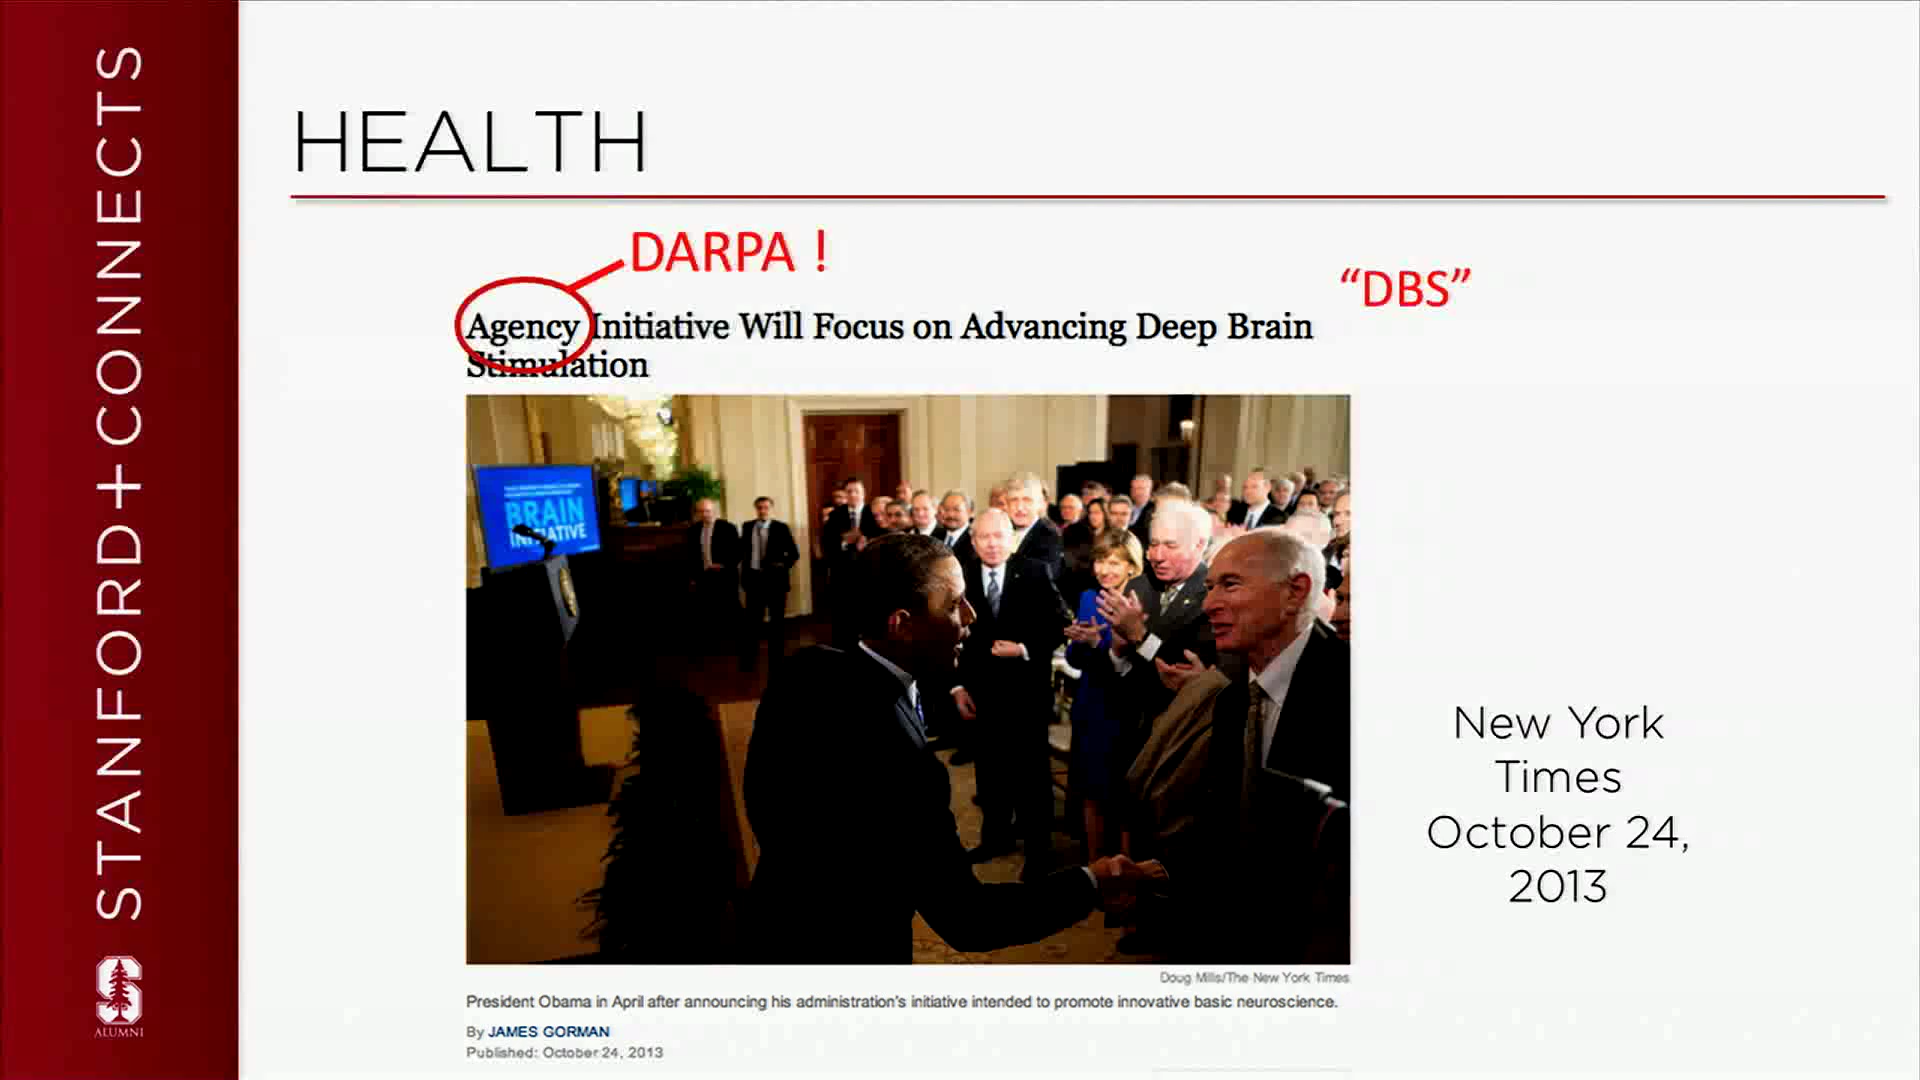 STANFORD+CONNECTS
S
ALUMNI
HEALTH
DARPA !
"DBS"
Agency Initiative Will Focus on Advancing Deep Brain
Stimulation
BRAIN
INITIATIVE
New York
Times
October 24,
2013
Doug Mills/The New York Times
President Obama in April after announcing his administration's initiative intended to promote innovative basic neuroscience.
By JAMES GORMAN
Published: October 24, 2013